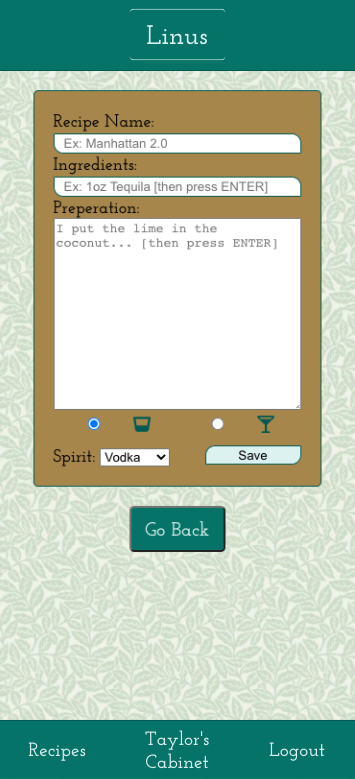 Linus
Recipe Name:
Ex: Manhattan 2.0
Ingredients:
Ex: 1oz Tequila [then press ENTER]
Preperation:
I put the lime in the
coconut... [then press ENTER]
Spirit: Vodka Save
Go Back
Recipes
Taylor's
Cabinet
Logout